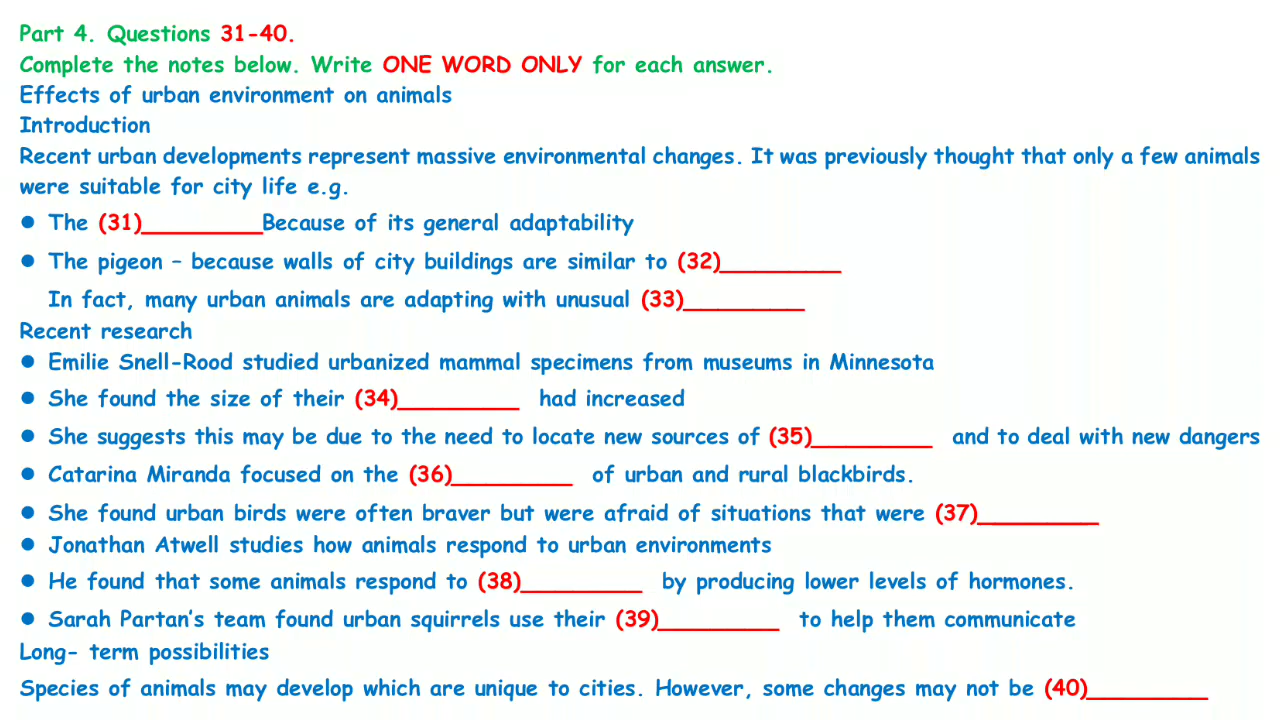 Part 4. Questions 31-40.
Complete the notes below. Write ONE WORD ONLY for each answer.
Effects of urban environment on animals
Introduction
Recent urban developments represent massive environmental changes. It was previously thought that only a few animals
were suitable for city life e.g.
● The (31)_________Because of its general adaptability
● The pigeon – because walls of city buildings are similar to (32)_________
In fact, many urban animals are adapting with unusual (33)_________
Recent research
● Emilie Snell-Rood studied urbanized mammal specimens from museums in Minnesota
● She found the size of their (34)_________ had increased
● She suggests this may be due to the need to locate new sources of (35)_________ and to deal with new dangers
● Catarina Miranda focused on the (36)_________ of urban and rural blackbirds.
● She found urban birds were often braver but were afraid of situations that were (37)_________
● Jonathan Atwell studies how animals respond to urban environments
● He found that some animals respond to (38)_________ by producing lower levels of hormones.
● Sarah Partan's team found urban squirrels use their (39)_________ to help them communicate
Long- term possibilities
Species of animals may develop which are unique to cities. However, some changes may not be (40)_________